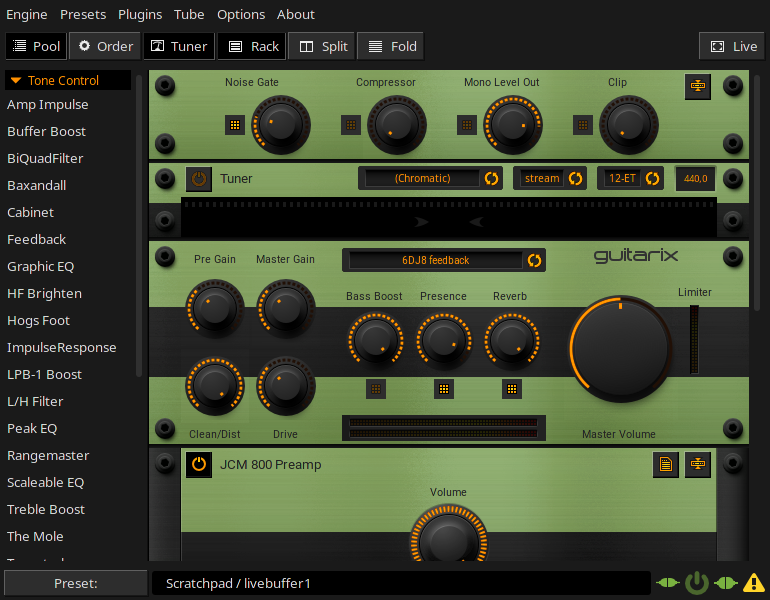 Engine Presets Plugins Tube Options About
Pool Order Tuner Rack Split Fold Live
Tone Control
Amp Impulse
Buffer Boost
BiQuadFilter
Baxandall
Cabinet
Feedback
Graphic EQ
HF Brighten
Hogs Foot
ImpulseResponse
LPB-1 Boost
L/H Filter
Peak EQ
Rangemaster
Scaleable EQ
Treble Boost
The Mole
Noise Gate Compressor Mono Level Out Clip
Tuner (Chromatic) stream 12-ET 440,0
Pre Gain Master Gain 6DJ8 feedback guitarix
Bass Boost Presence Reverb Limiter
Clean/Dist Drive Master Volume
JCM 800 Preamp
Volume
Preset: Scratchpad / livebuffer1